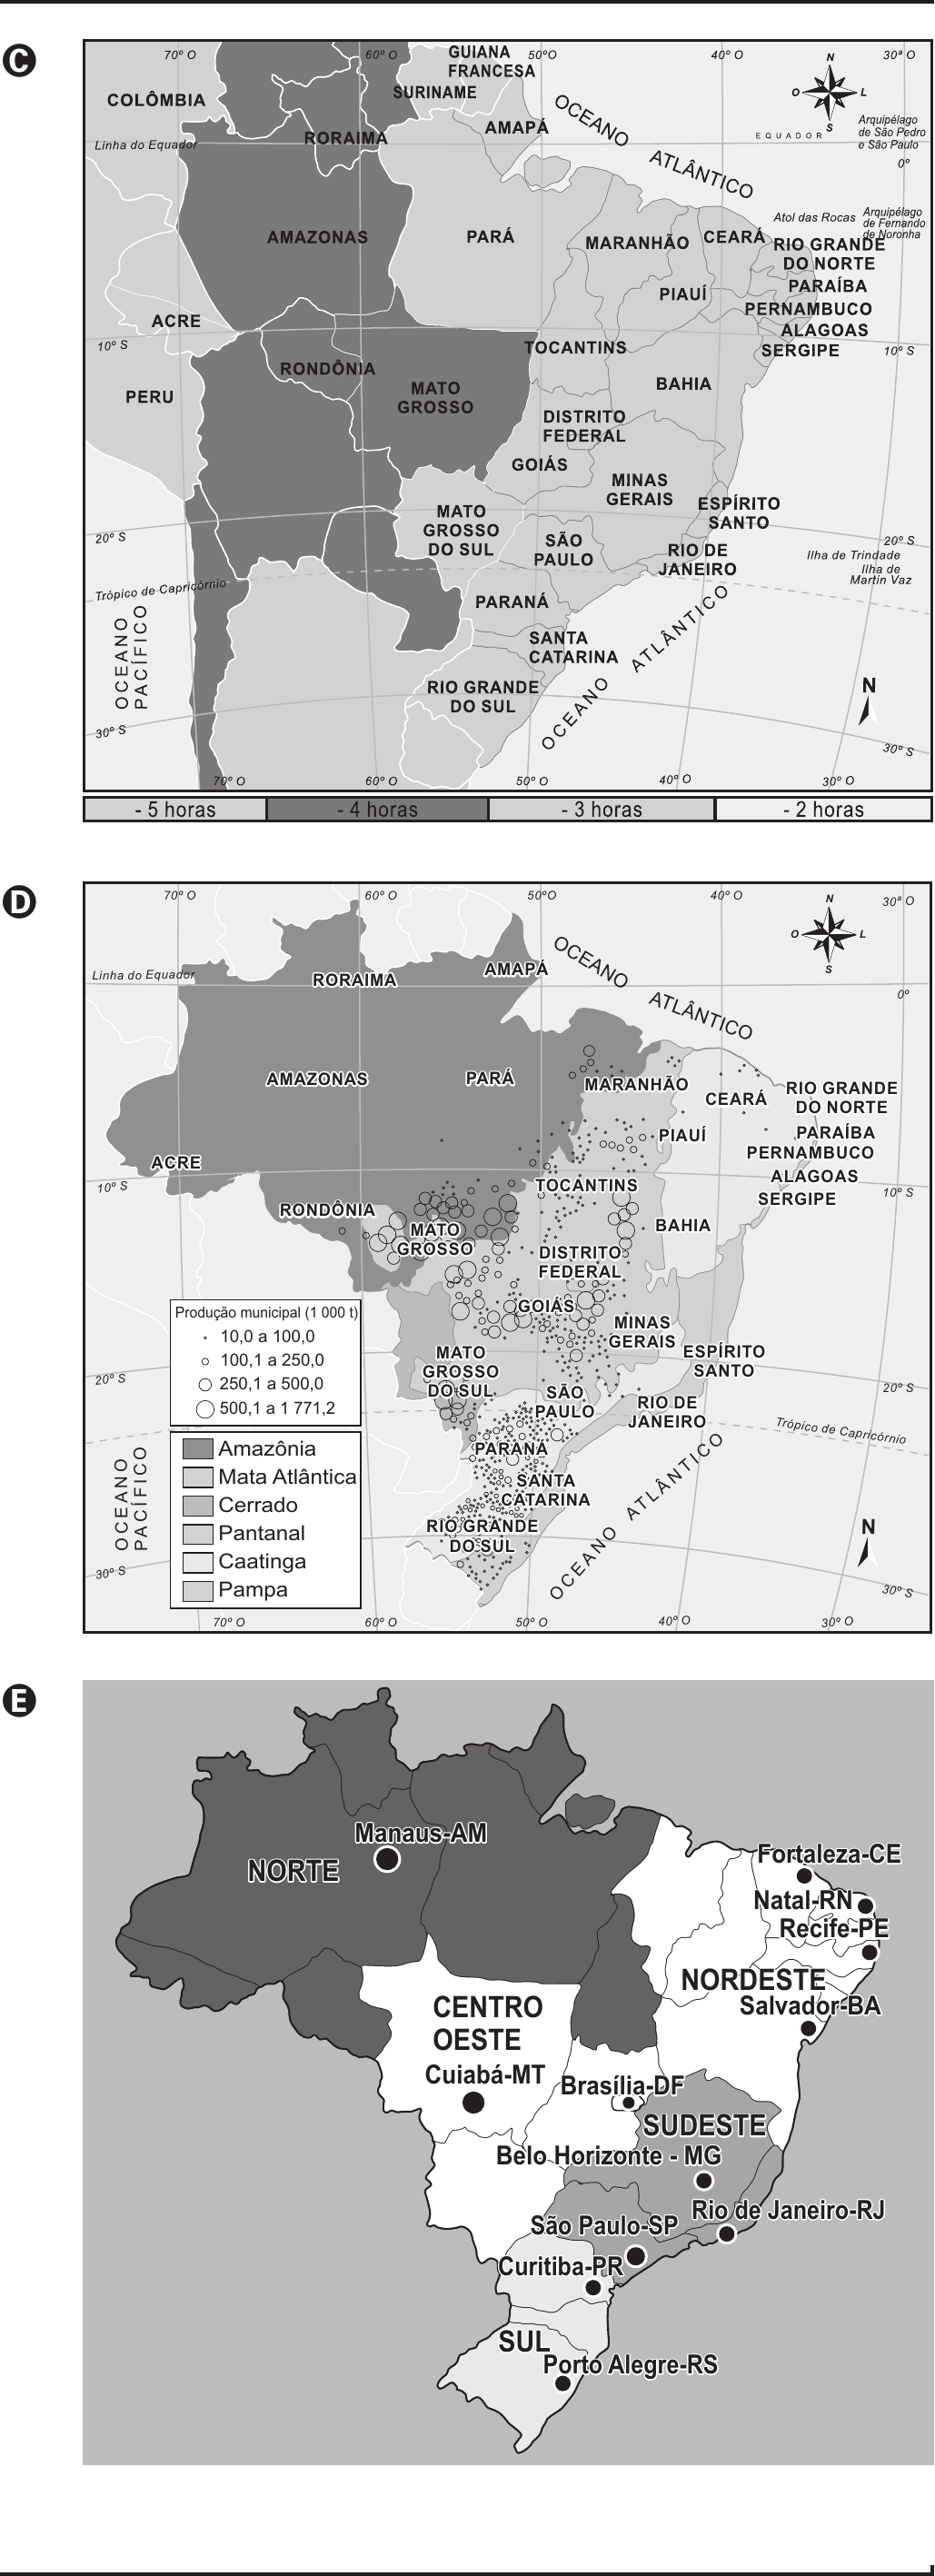 C
70º O
60º O
GUIANA
FRANCESA
50ºO
40º O
30ª O
N
O
L
S
COLÔMBIA
SURINAME
OCEANO
ATLÂNTICO
EQUADOR
Arquipélago
de São Pedro
e São Paulo
Linha do Equador
RORAIMA
AMAPÁ
0º
Atol das Rocas
Arquipélago
de Fernando
de Noronha
AMAZONAS
PARÁ
MARANHÃO
CEARÁ
RIO GRANDE
DO NORTE
PIAUÍ
PARAÍBA
PERNAMBUCO
ACRE
ALAGOAS
10º S
TOCANTINS
SERGIPE
10º S
PERU
RONDÔNIA
MATO
GROSSO
BAHIA
DISTRITO
FEDERAL
GOIÁS
MINAS
GERAIS
ESPÍRITO
SANTO
MATO
GROSSO
DO SUL
20º S
SÃO
PAULO
RIO DE
JANEIRO
20º S
Ilha de Trindade
Ilha de
Martin Vaz
Trópico de Capricórnio
PARANÁ
OCEANO
PACÍFICO
SANTA
CATARINA
OCEANO ATLÂNTICO
RIO GRANDE
DO SUL
N
30º S
30º S
70º O
60º O
50º O
40º O
30º O
- 5 horas
- 4 horas
- 3 horas
- 2 horas
D
70º O
60º O
50ºO
40º O
30ª O
N
O
L
S
Linha do Equador
RORAIMA
AMAPÁ
OCEANO
ATLÂNTICO
0º
AMAZONAS
PARÁ
MARANHÃO
CEARÁ
RIO GRANDE
DO NORTE
PIAUÍ
PARAÍBA
PERNAMBUCO
ACRE
ALAGOAS
10º S
TOCANTINS
SERGIPE
10º S
RONDÔNIA
MATO
GROSSO
BAHIA
DISTRITO
FEDERAL
GOIÁS
MINAS
GERAIS
ESPÍRITO
SANTO
Produção municipal (1 000 t)
10,0 a 100,0
100,1 a 250,0
250,1 a 500,0
500,1 a 1 771,2
MATO
GROSSO
DO SUL
20º S
SÃO
PAULO
RIO DE
JANEIRO
20º S
Trópico de Capricórnio
Amazônia
Mata Atlântica
Cerrado
Pantanal
Caatinga
Pampa
PARANÁ
OCEANO
PACÍFICO
SANTA
CATARINA
OCEANO ATLÂNTICO
RIO GRANDE
DO SUL
N
30º S
30º S
70º O
60º O
50º O
40º O
30º O
E
Manaus-AM
NORTE
Fortaleza-CE
Natal-RN
Recife-PE
NORDESTE
Salvador-BA
CENTRO
OESTE
Cuiabá-MT
Brasília-DF
SUDESTE
Belo Horizonte - MG
Rio de Janeiro-RJ
São Paulo-SP
Curitiba-PR
SUL
Porto Alegre-RS